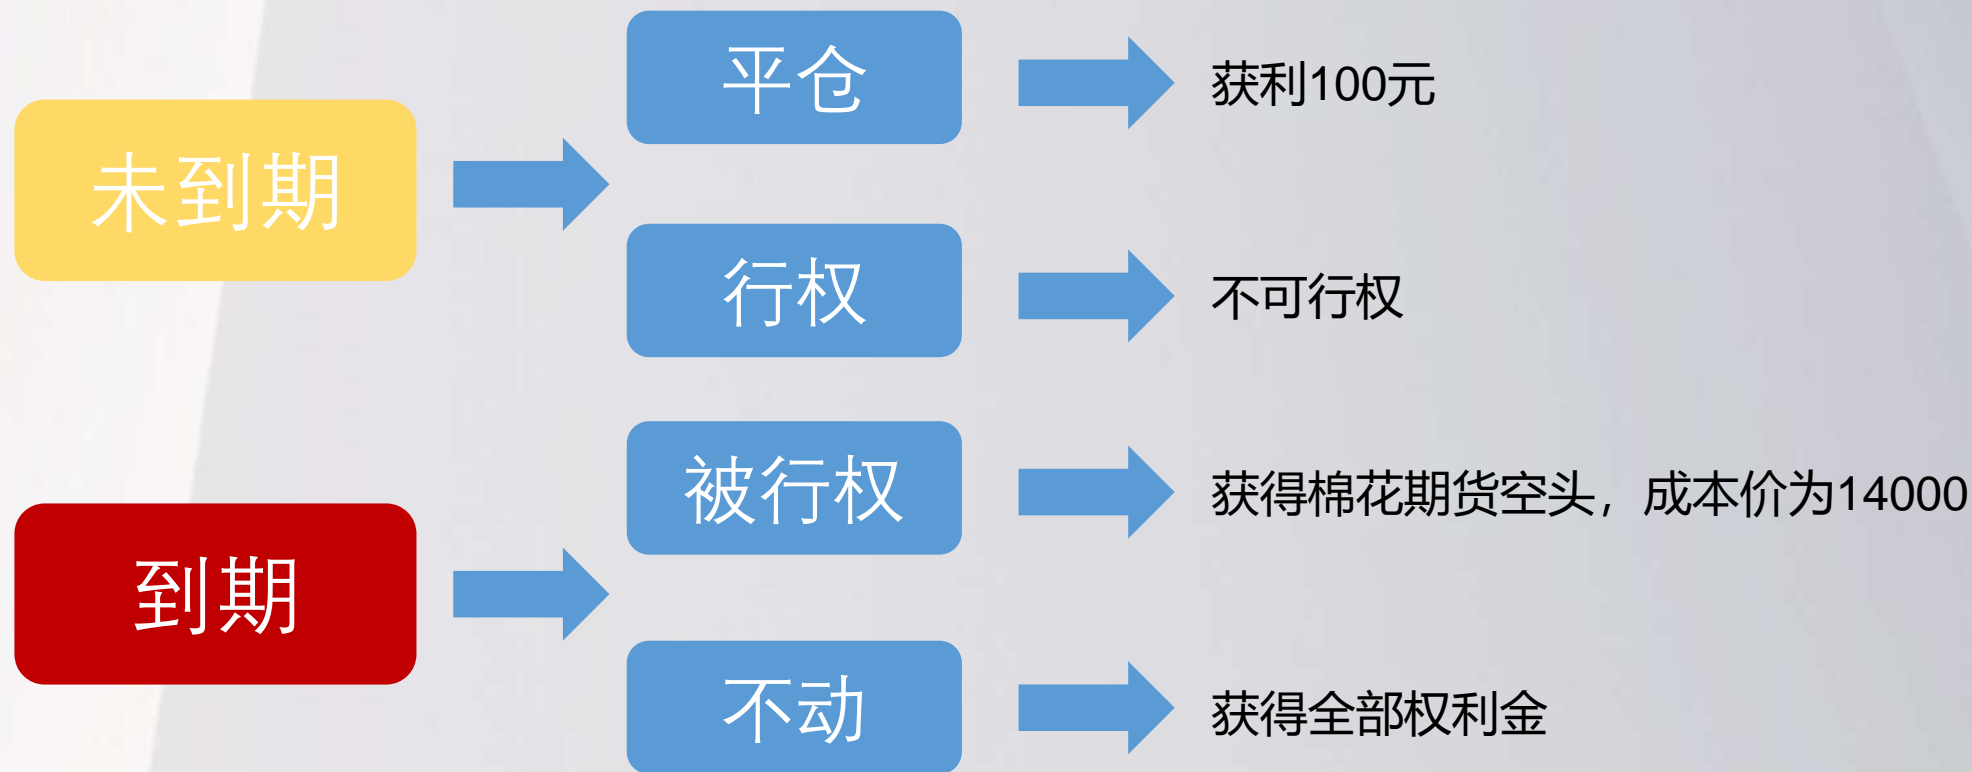 未到期
平仓
获利100元
行权
不可行权
到期
被行权
获得棉花期货空头，成本价为14000
不动
获得全部权利金